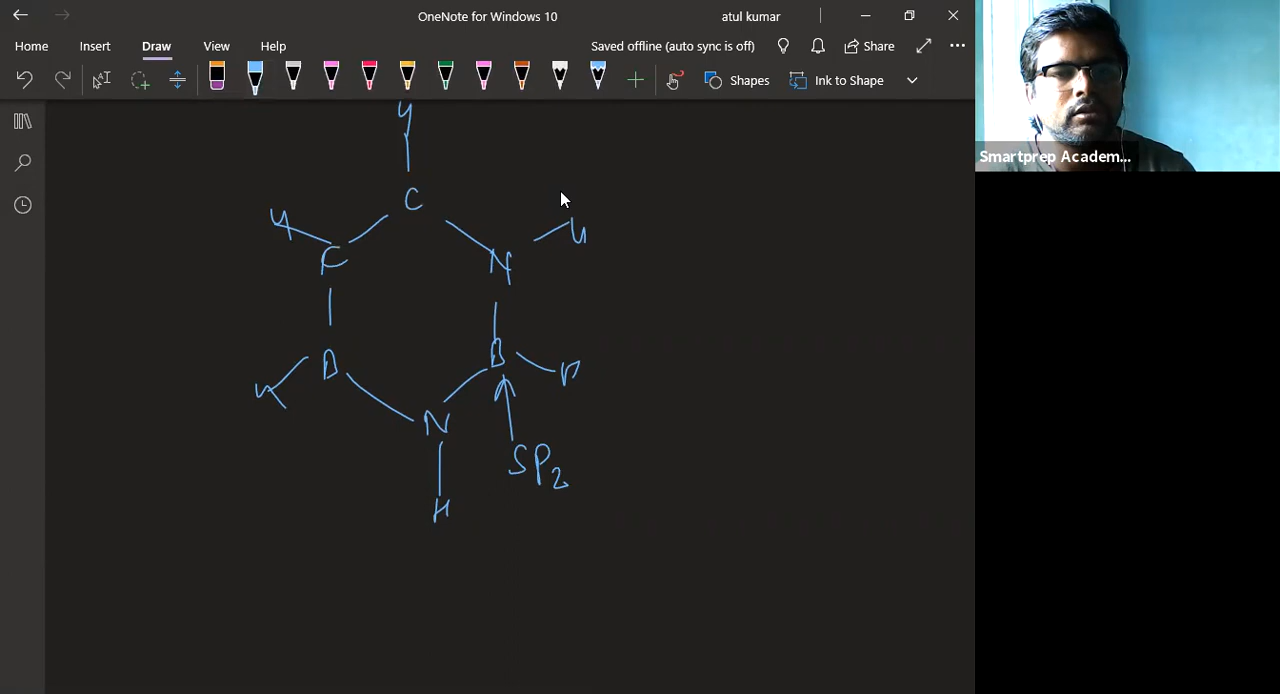 OneNote for Windows 10
atul kumar
Home Insert Draw View Help
Saved offline (auto sync is off)
Share
Shapes
Ink to Shape
Smartprep Academ...
C
N
B
N
SP2
H